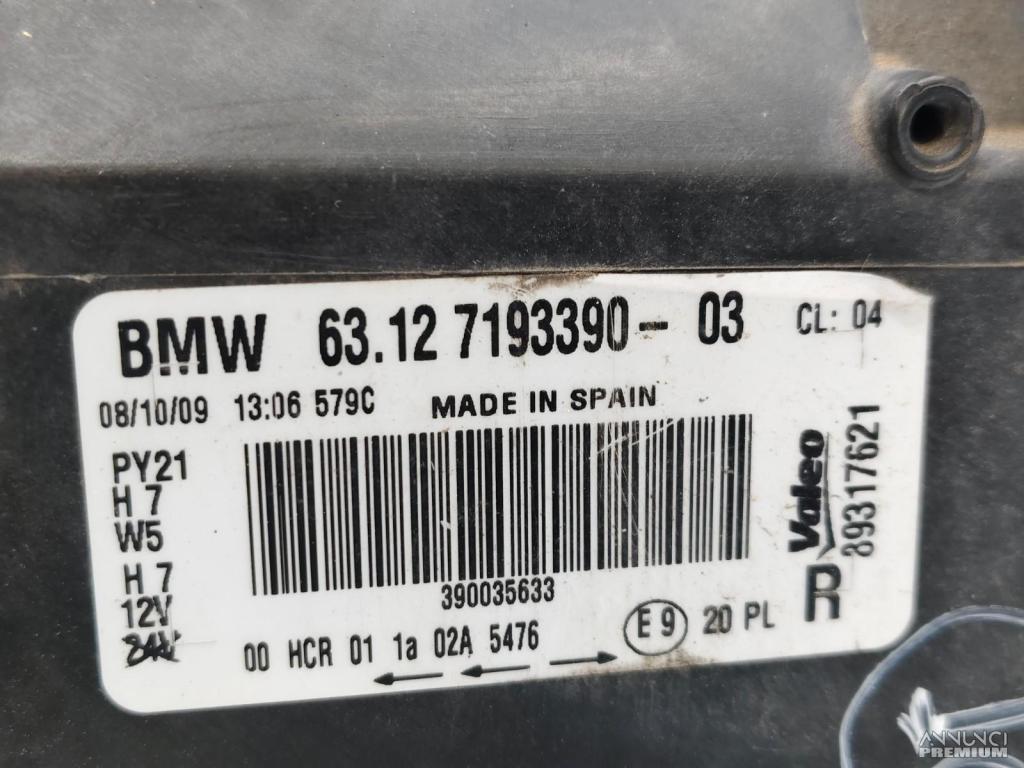 BMW 63.12 7193390- 03 CL: 04
08/10/09 13:06 579C MADE IN SPAIN
PY21
H 7
W5
H 7
12V
24V
390035633
00 HCR 01 1a 02A 5476
E 9 20 PL
Valeo
89317621
R
ANNUNCI
PREMIUM